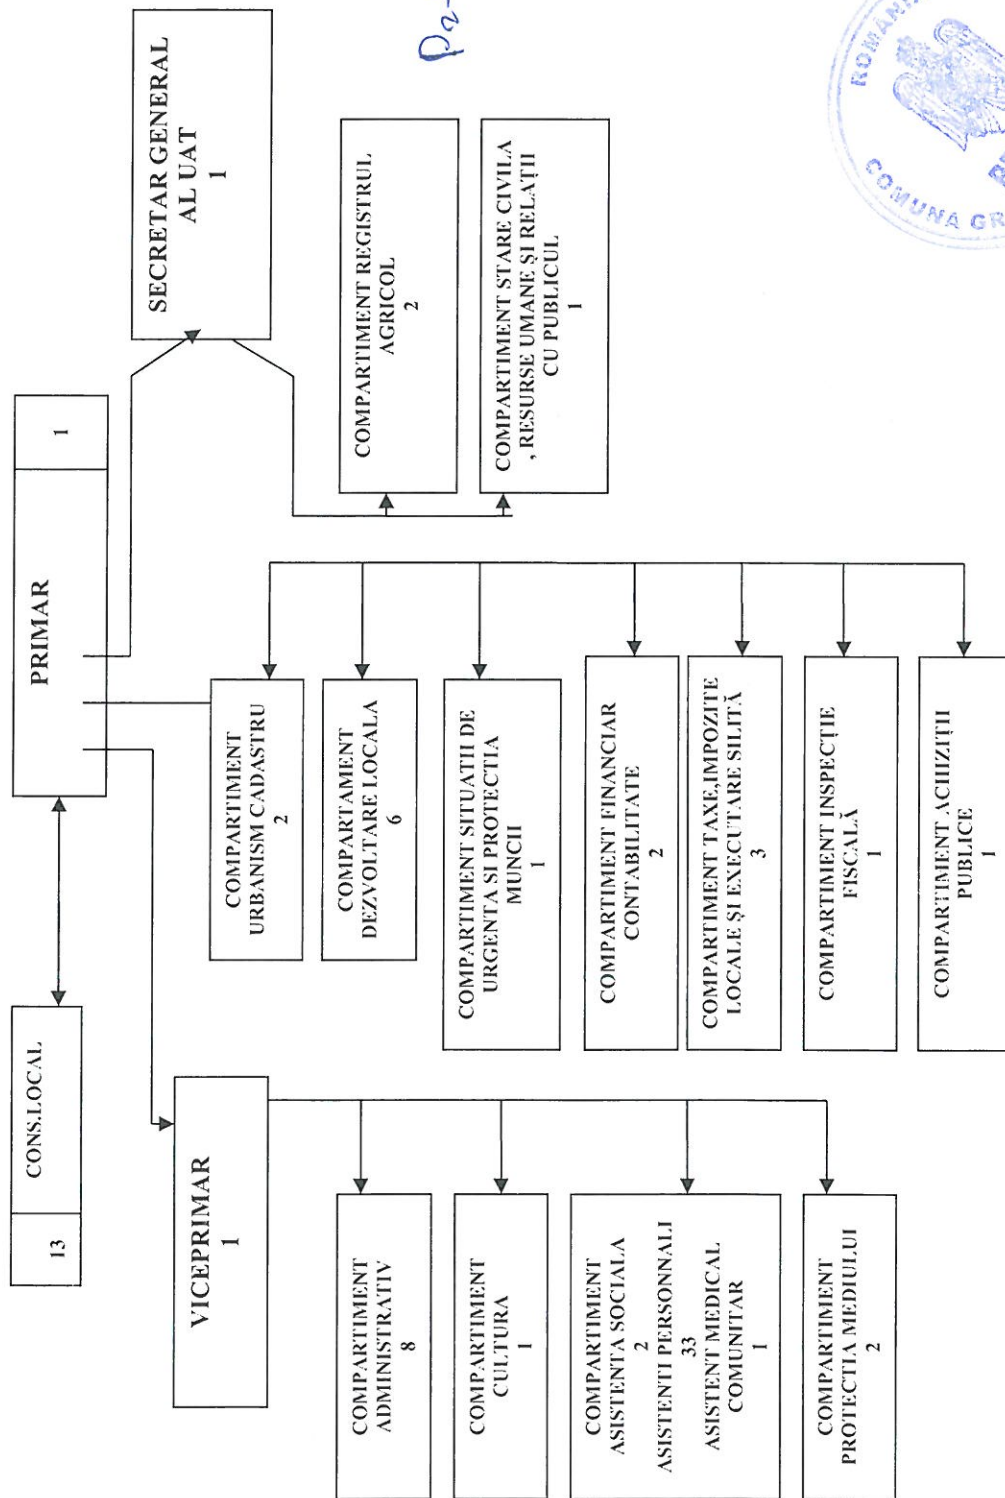 13
CONS.LOCAL
PRIMAR
1
VICEPRIMAR
1
SECRETAR GENERAL
AL UAT
1
COMPARTIMENT
ADMINISTRATIV
8
COMPARTIMENT
CULTURA
1
COMPARTIMENT
ASISTENTA SOCIALA
2
ASISTENTI PERSONNALI
33
ASISTENT MEDICAL
COMUNITAR
1
COMPARTIMENT
PROTECTIA MEDIULUI
2
COMPARTIMENT
URBANISM CADASTRU
2
COMPARTAMENT
DEZVOLTARE LOCALA
6
COMPARTIMENT SITUATII DE
URGENTA SI PROTECTIA
MUNCII
1
COMPARTIMENT FINANCIAR
CONTABILITATE
2
COMPARTIMENT TAXE,IMPOZITE
LOCALE ȘI EXECUTARE SILITĂ
3
COMPARTIMENT INSPECȚIE
FISCALĂ
1
COMPARTIMENT ACHIZIȚII
PUBLICE
1
COMPARTIMENT REGISTRUL
AGRICOL
2
COMPARTIMENT STARE CIVILA
, RESURSE UMANE ȘI RELAȚII
CU PUBLICUL
1
COMUNA